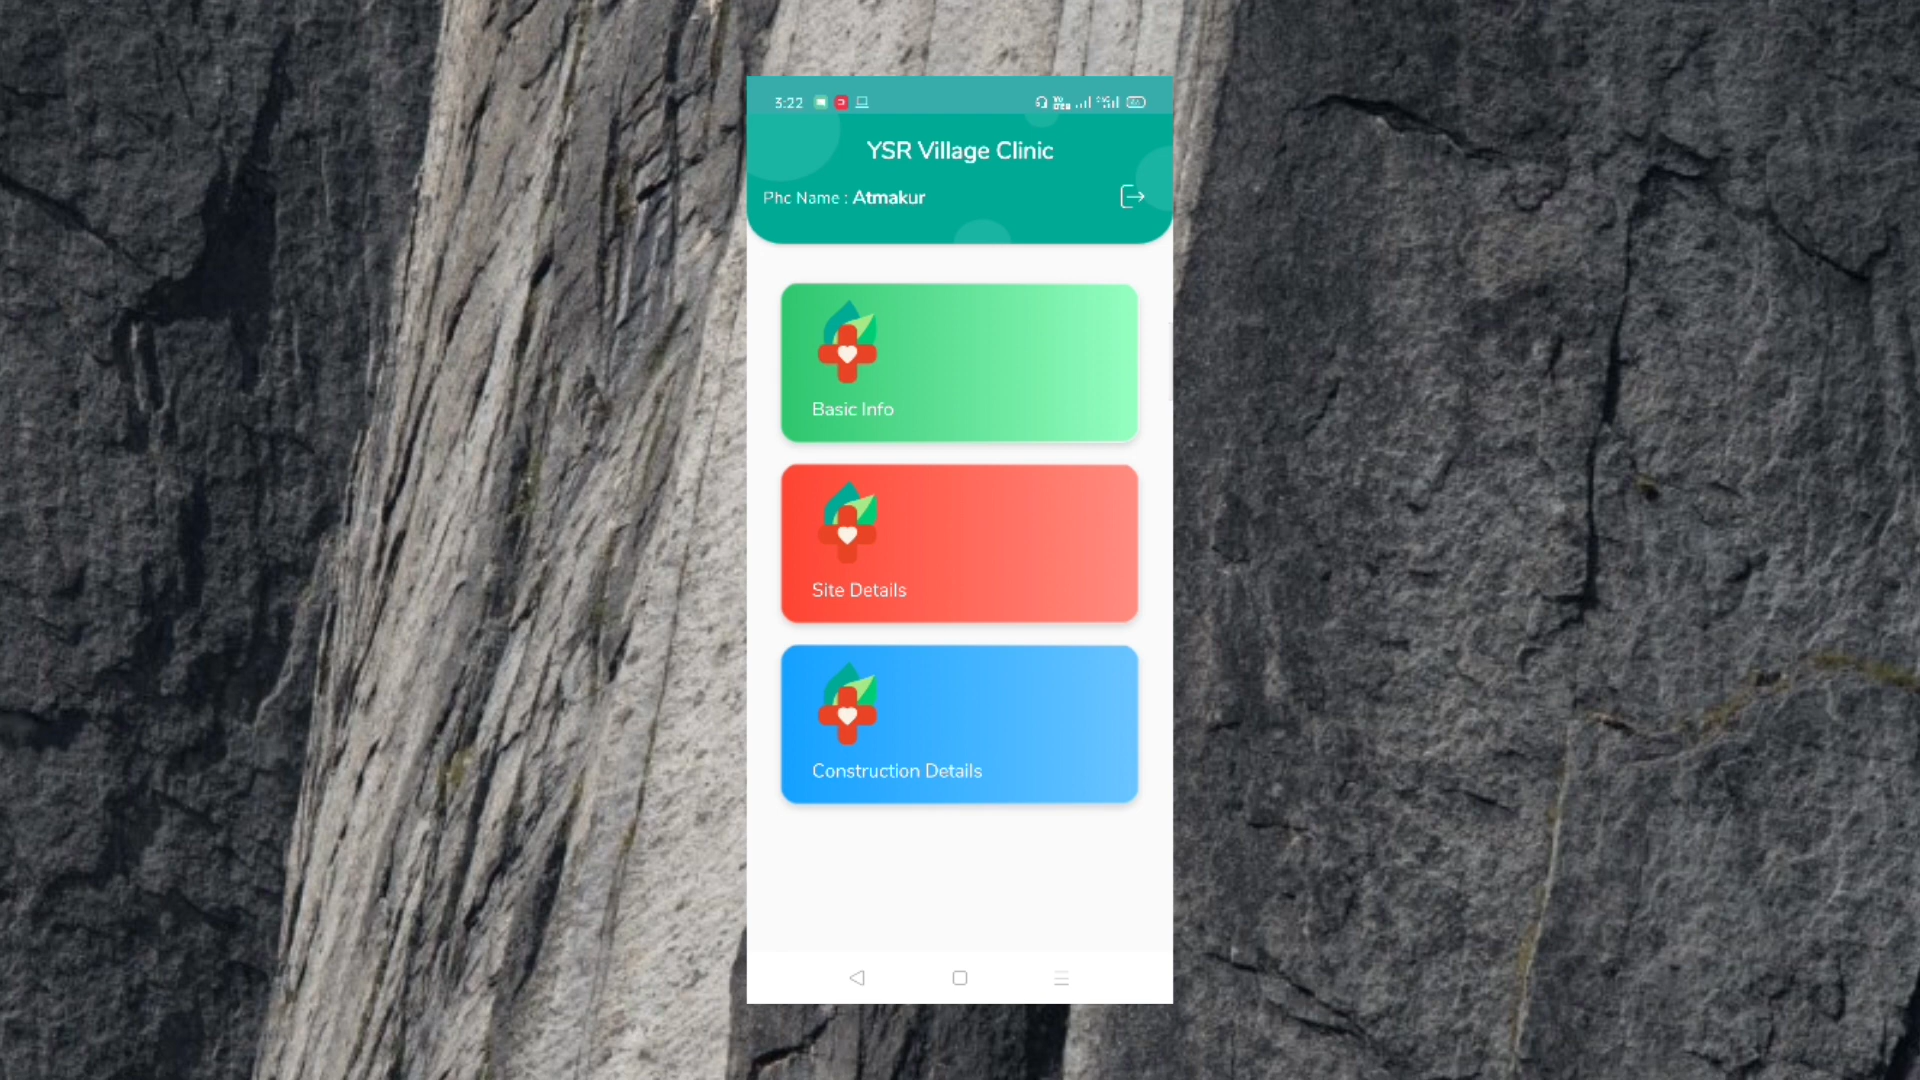 3:22
YSR Village Clinic
Phc Name : Atmakur
Basic Info
Site Details
Construction Details